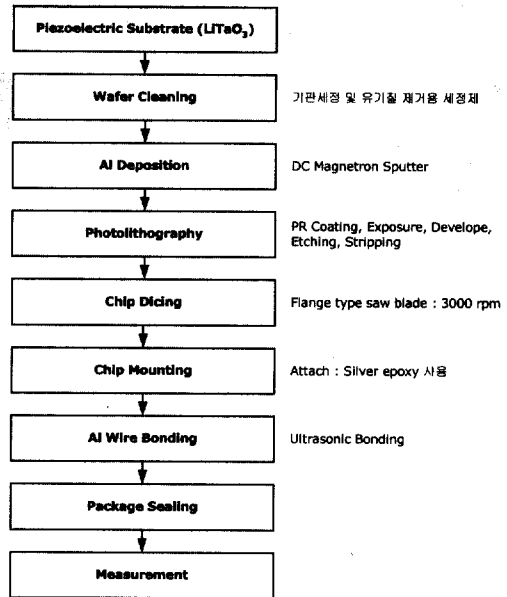 Piezoelectric Substrate (LiTaO₃)
Wafer Cleaning
기판세정 및 유기질 제거용 세정제
Al Deposition
DC Magnetron Sputter
Photolithography
PR Coating, Exposure, Develope,
Etching, Stripping
Chip Dicing
Flange type saw blade : 3000 rpm
Chip Mounting
Attach : Silver epoxy 사용
Al Wire Bonding
Ultrasonic Bonding
Package Sealing
Measurement